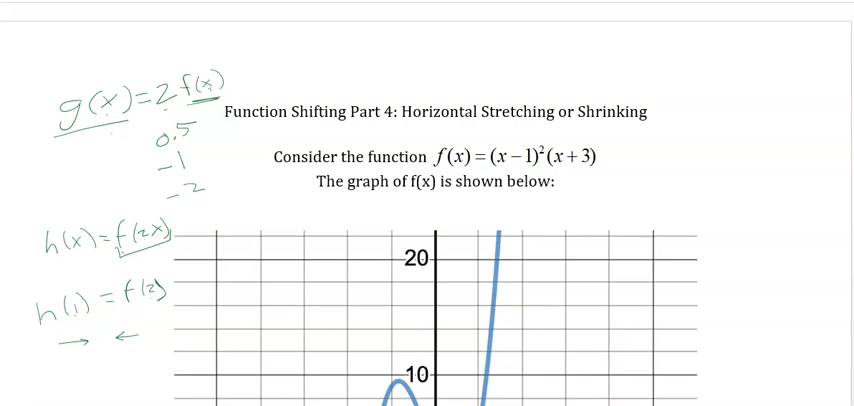 g(x)=2 f(x)
Function Shifting Part 4: Horizontal Stretching or Shrinking
0.5
Consider the function f(x) = (x − 1)²(x + 3)
-1
The graph of f(x) is shown below:
-2
h(x)=f(2x)
20
h(1) = f(2)
→ ←
10